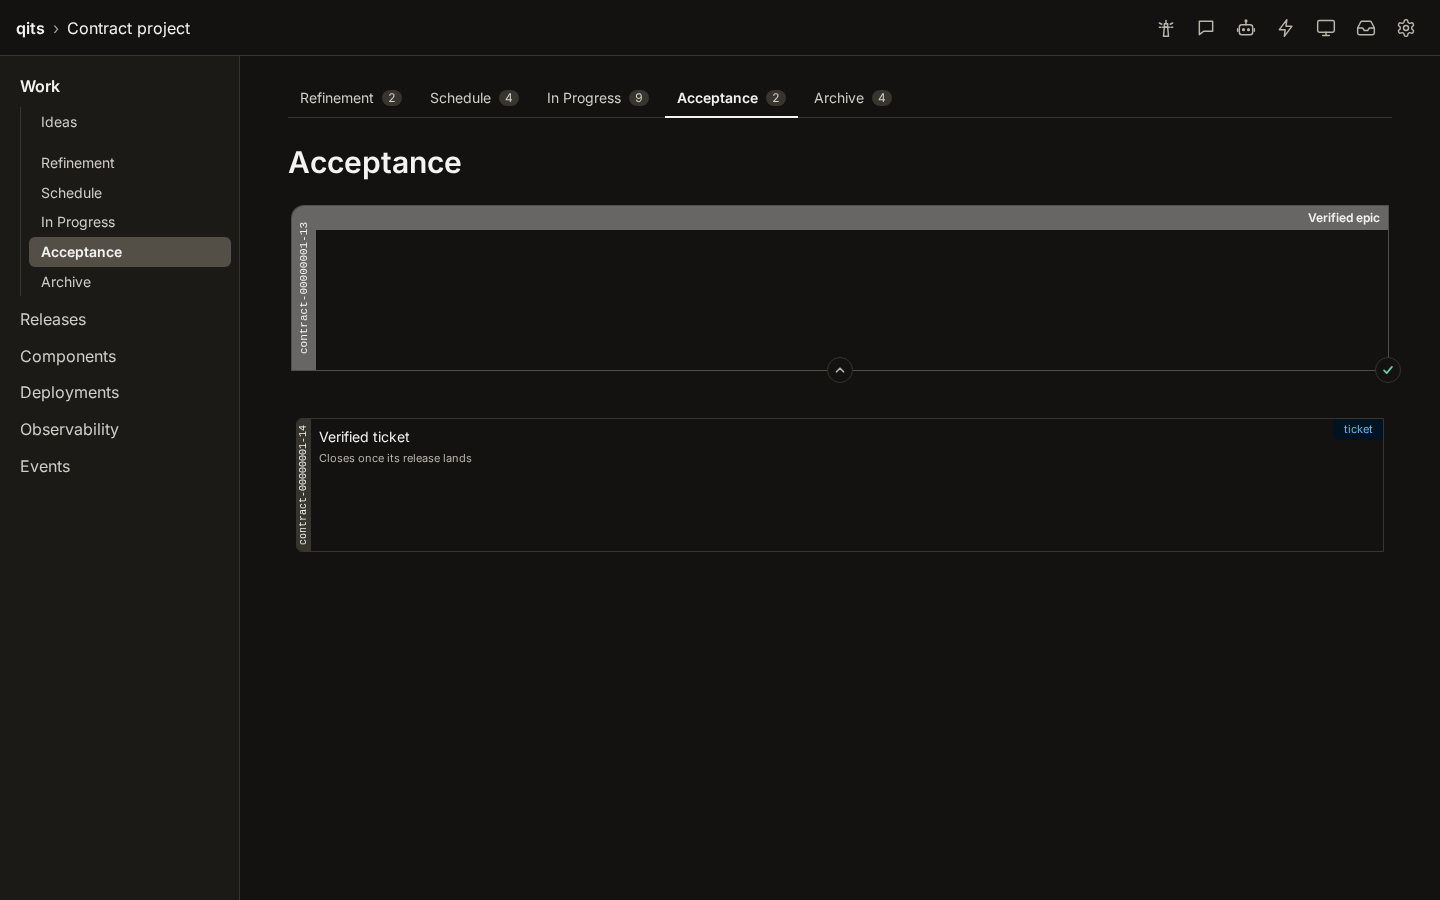 qits › Contract project
Work
Ideas
Refinement
Schedule
In Progress
Acceptance
Archive
Releases
Components
Deployments
Observability
Events
Refinement 2 Schedule 4 In Progress 9 Acceptance 2 Archive 4
Acceptance
Verified epic
contract-00000001-13
contract-00000001-14
Verified ticket
ticket
Closes once its release lands